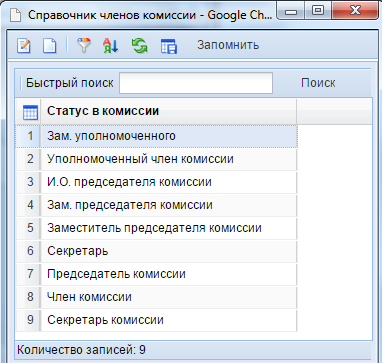 Справочник членов комиссии - Google Ch...
Запомнить
Быстрый поиск Поиск
Статус в комиссии
1 Зам. уполномоченного
2 Уполномоченный член комиссии
3 И.О. председателя комиссии
4 Зам. председателя комиссии
5 Заместитель председателя комиссии
6 Секретарь
7 Председатель комиссии
8 Член комиссии
9 Секретарь комиссии
Количество записей: 9